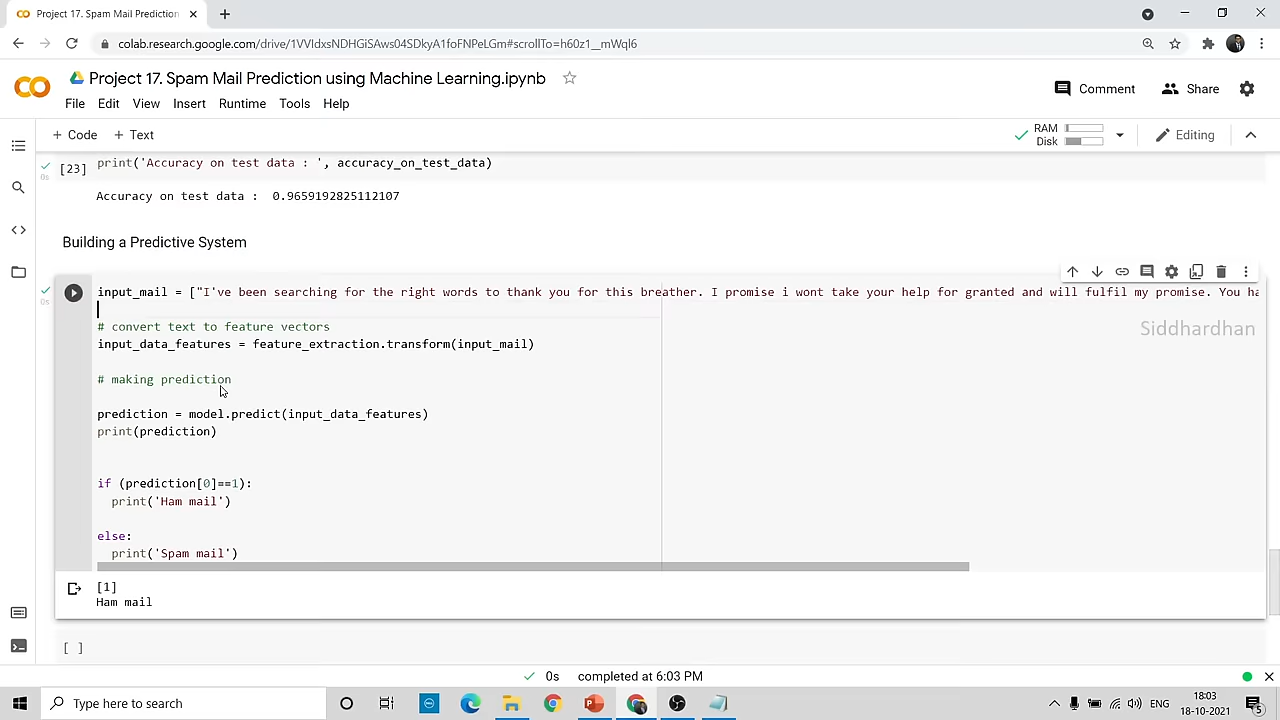 Project 17. Spam Mail Prediction
colab.research.google.com/drive/1VVIdxsNDHGiSAws04SDkyA1foFNPeLGm#scrollTo=h60z1__mWqI6
Project 17. Spam Mail Prediction using Machine Learning.ipynb
Comment
Share
File Edit View Insert Runtime Tools Help
+ Code + Text
RAM
Disk
Editing
[23] print('Accuracy on test data : ', accuracy_on_test_data)
0s
Accuracy on test data :  0.9659192825112107
Building a Predictive System
input_mail = ["I've been searching for the right words to thank you for this breather. I promise i wont take your help for granted and will fulfil my promise. You ha
0s
Siddhardhan
# convert text to feature vectors
input_data_features = feature_extraction.transform(input_mail)
# making prediction
prediction = model.predict(input_data_features)
print(prediction)
if (prediction[0]==1):
print('Ham mail')
else:
print('Spam mail')
[1]
Ham mail
[ ]
0s completed at 6:03 PM
Type here to search
ENG
18:03
18-10-2021
5